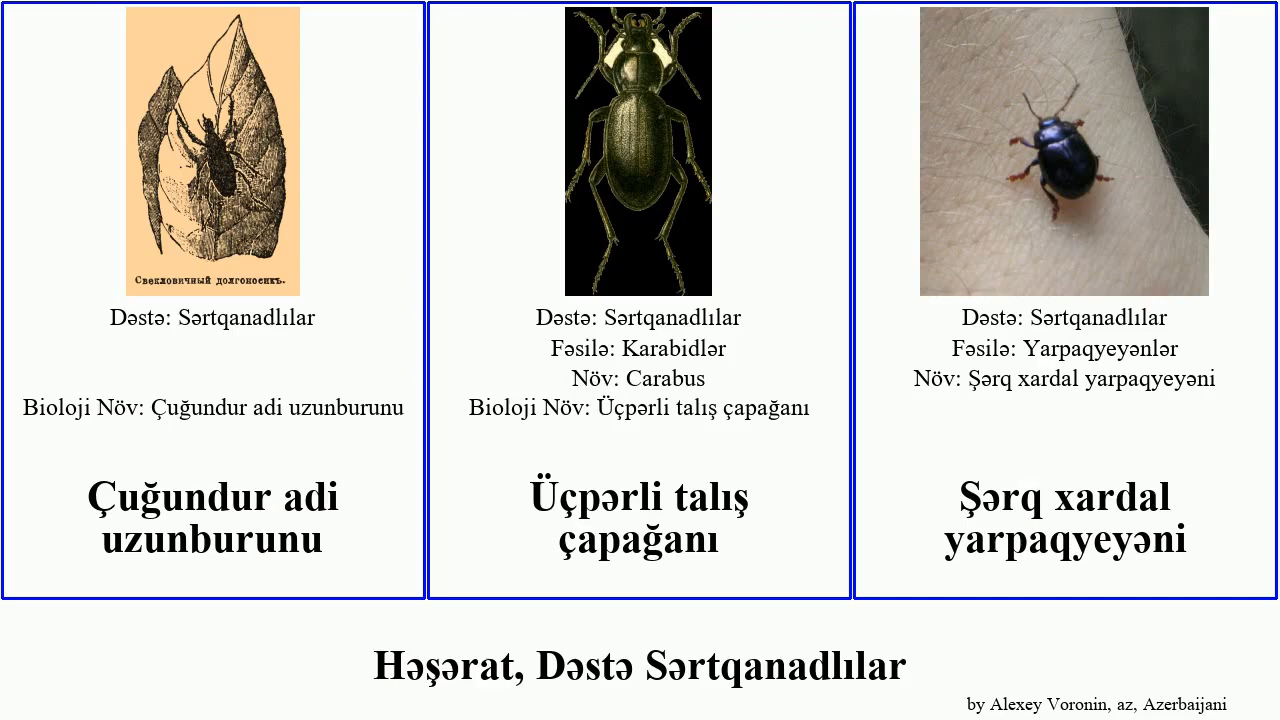 Свекловичный долгоносикъ.
Dəstə: Sərtqanadlılar
Bioloji Növ: Çuğundur adi uzunburunu
Çuğundur adi
uzunburunu
Dəstə: Sərtqanadlılar
Fəsilə: Karabidlər
Növ: Carabus
Bioloji Növ: Üçpərli talış çapağanı
Üçpərli talış
çapağanı
Dəstə: Sərtqanadlılar
Fəsilə: Yarpaqyeyənlər
Növ: Şərq xardal yarpaqyeyəni
Şərq xardal
yarpaqyeyəni
Həşərat, Dəstə Sərtqanadlılar
by Alexey Voronin, az, Azerbaijani